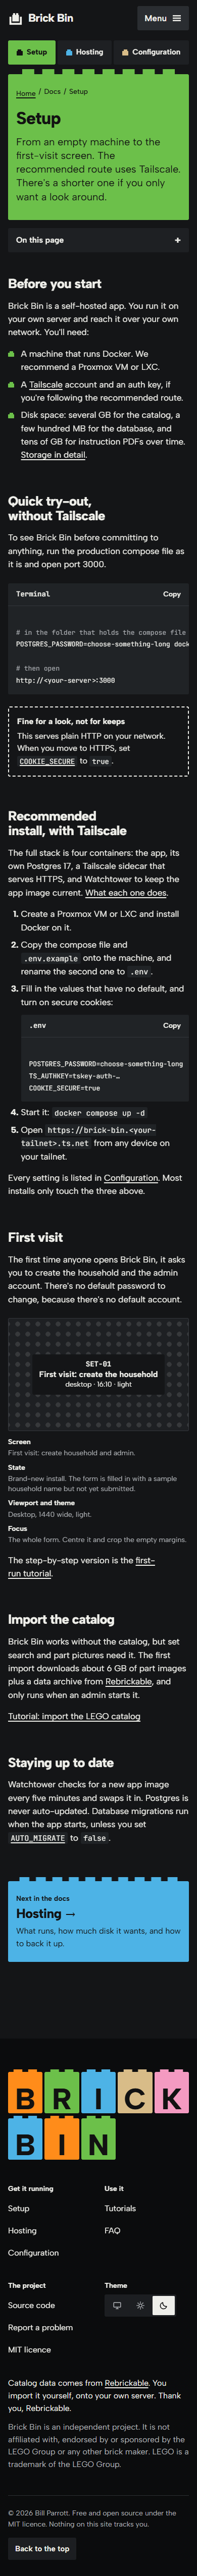 Brick Bin
Menu
Setup
Hosting
Configuration
Home / Docs / Setup
Setup
From an empty machine to the
first-visit screen. The
recommended route uses Tailscale.
There's a shorter one if you only
want a look around.
On this page
+
Before you start
Brick Bin is a self-hosted app. You run it on
your own server and reach it over your own
network. You'll need:
A machine that runs Docker. We
recommend a Proxmox VM or LXC.
A Tailscale account and an auth key, if
you're following the recommended route.
Disk space: several GB for the catalog, a
few hundred MB for the database, and
tens of GB for instruction PDFs over time.
Storage in detail.
Quick try-out,
without Tailscale
To see Brick Bin before committing to
anything, run the production compose file as
it is and open port 3000.
Terminal
Copy
# in the folder that holds the compose file
POSTGRES_PASSWORD=choose-something-long dock
# then open
http://<your-server>:3000
Fine for a look, not for keeps
This serves plain HTTP on your network.
When you move to HTTPS, set
COOKIE_SECURE to true.
Recommended
install, with Tailscale
The full stack is four containers: the app, its
own Postgres 17, a Tailscale sidecar that
serves HTTPS, and Watchtower to keep the
app image current. What each one does.
1. Create a Proxmox VM or LXC and install
Docker on it.
2. Copy the compose file and
.env.example onto the machine, and
rename the second one to .env.
3. Fill in the values that have no default, and
turn on secure cookies:
.env
Copy
POSTGRES_PASSWORD=choose-something-long
TS_AUTHKEY=tskey-auth-…
COOKIE_SECURE=true
4. Start it: docker compose up -d
5. Open https://brick-bin.<your-
tailnet>.ts.net from any device on
your tailnet.
Every setting is listed in Configuration. Most
installs only touch the three above.
First visit
The first time anyone opens Brick Bin, it asks
you to create the household and the admin
account. There's no default password to
change, because there's no default account.
SET-01
First visit: create the household
desktop · 16:10 · light
Screen
First visit: create household and admin.
State
Brand-new install. The form is filled in with a sample
household name but not yet submitted.
Viewport and theme
Desktop, 1440 wide, light.
Focus
The whole form. Centre it and crop the empty margins.
The step-by-step version is the first-
run tutorial.
Import the catalog
Brick Bin works without the catalog, but set
search and part pictures need it. The first
import downloads about 6 GB of part images
plus a data archive from Rebrickable, and
only runs when an admin starts it.
Tutorial: import the LEGO catalog
Staying up to date
Watchtower checks for a new app image
every five minutes and swaps it in. Postgres is
never auto-updated. Database migrations run
when the app starts, unless you set
AUTO_MIGRATE to false.
Next in the docs
Hosting →
What runs, how much disk it wants, and how
to back it up.
BRICK
BIN
Get it running
Use it
Setup
Tutorials
Hosting
FAQ
Configuration
The project
Theme
Source code
Report a problem
MIT licence
Catalog data comes from Rebrickable. You
import it yourself, onto your own server. Thank
you, Rebrickable.
Brick Bin is an independent project. It is not
affiliated with, endorsed by or sponsored by the
LEGO Group or any other brick maker. LEGO is a
trademark of the LEGO Group.
© 2026 Bill Parrott. Free and open source under the
MIT licence. Nothing on this site tracks you.
Back to the top